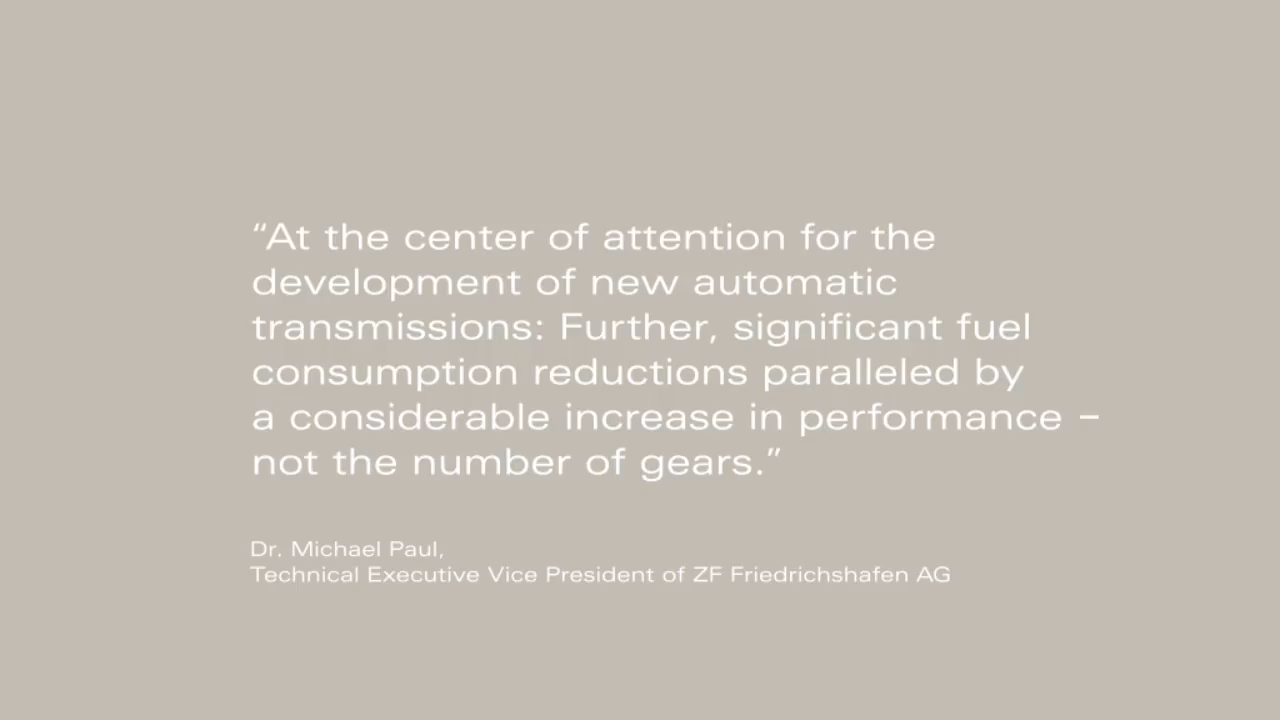 “At the center of attention for the
development of new automatic
transmissions: Further, significant fuel
consumption reductions paralleled by
a considerable increase in performance –
not the number of gears.”
Dr. Michael Paul,
Technical Executive Vice President of ZF Friedrichshafen AG